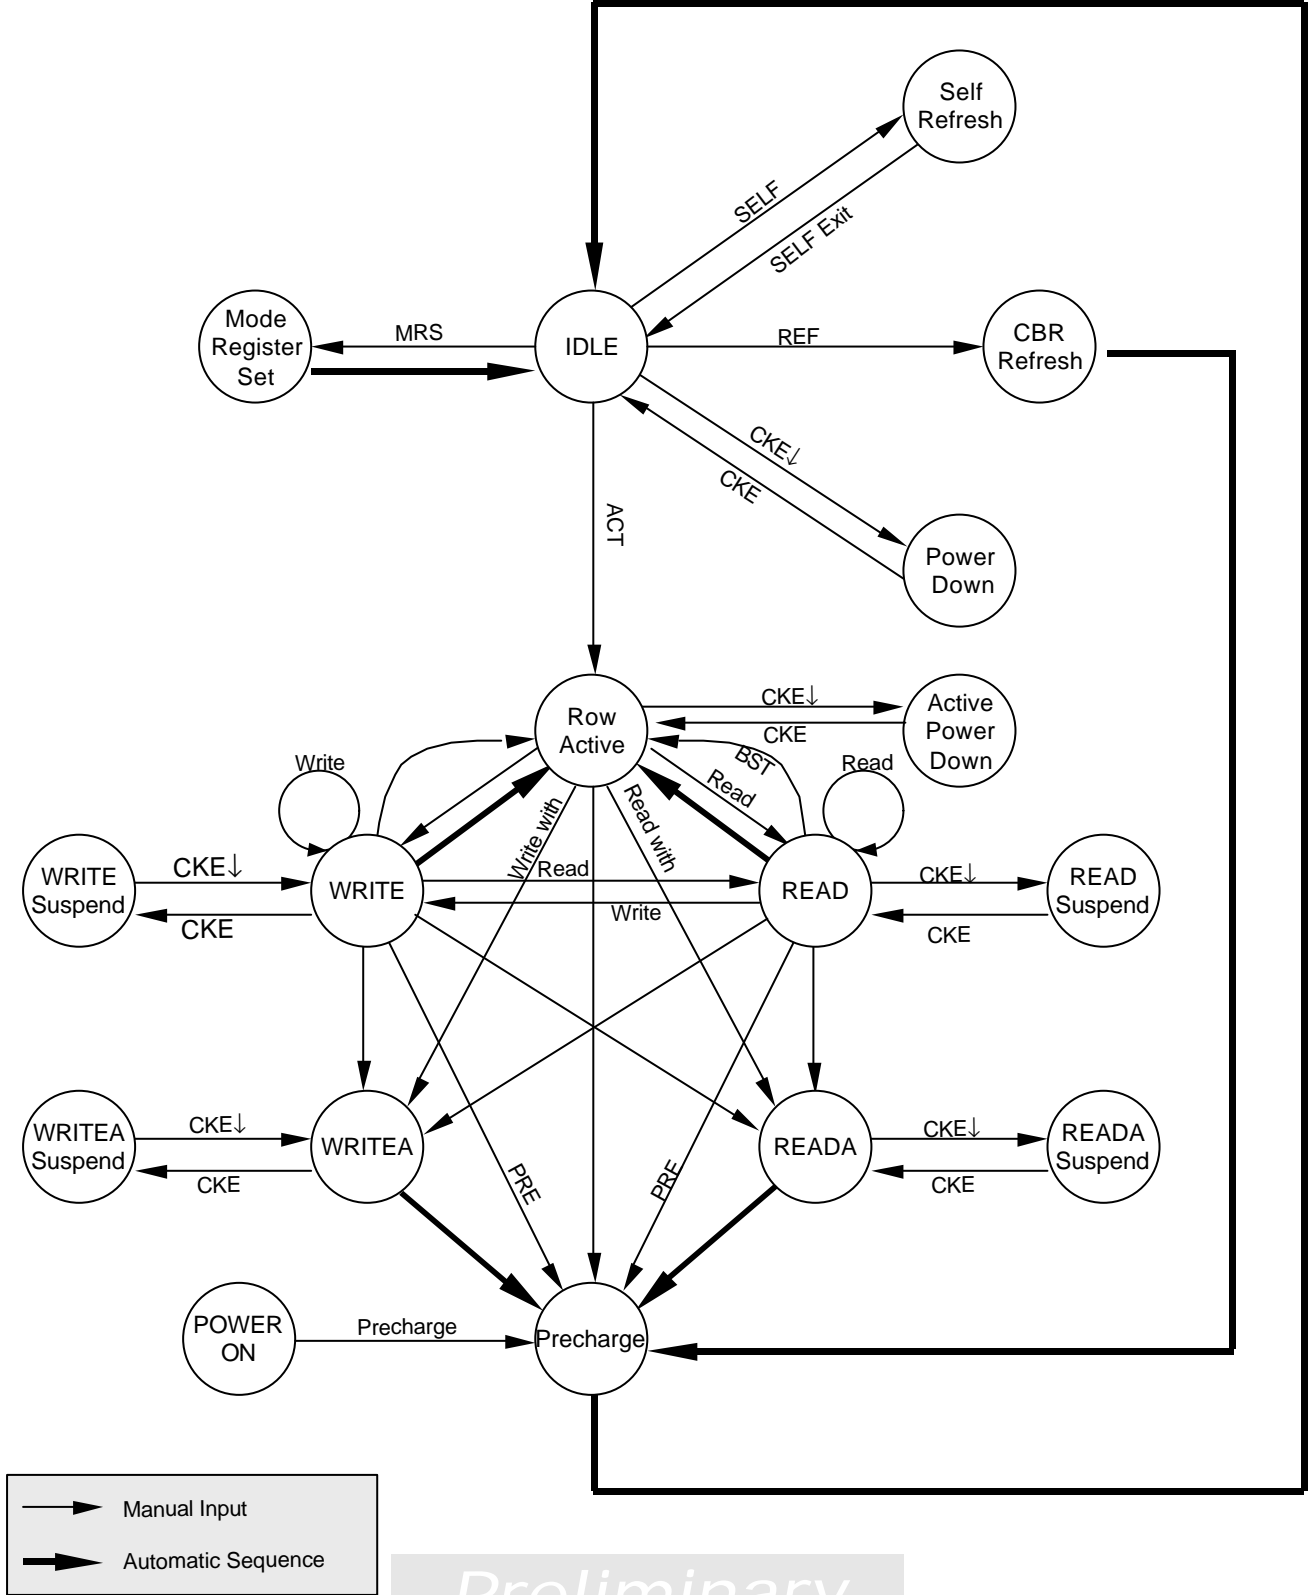 Self
Refresh
SELF
SELF Exit
Mode
Register
Set
MRS
IDLE
REF
CBR
Refresh
CKE↓
CKE
ACT
Power
Down
Row
Active
CKE↓
CKE
Active
Power
Down
Write
BST
Read
Read
Write with
Read with
WRITE
Suspend
CKE↓
CKE
WRITE
Read
Write
READ
CKE↓
CKE
READ
Suspend
WRITEA
Suspend
CKE↓
CKE
WRITEA
PRE
PRE
READA
CKE↓
CKE
READA
Suspend
POWER
ON
Precharge
Precharge
Manual Input
Automatic Sequence
Preliminary